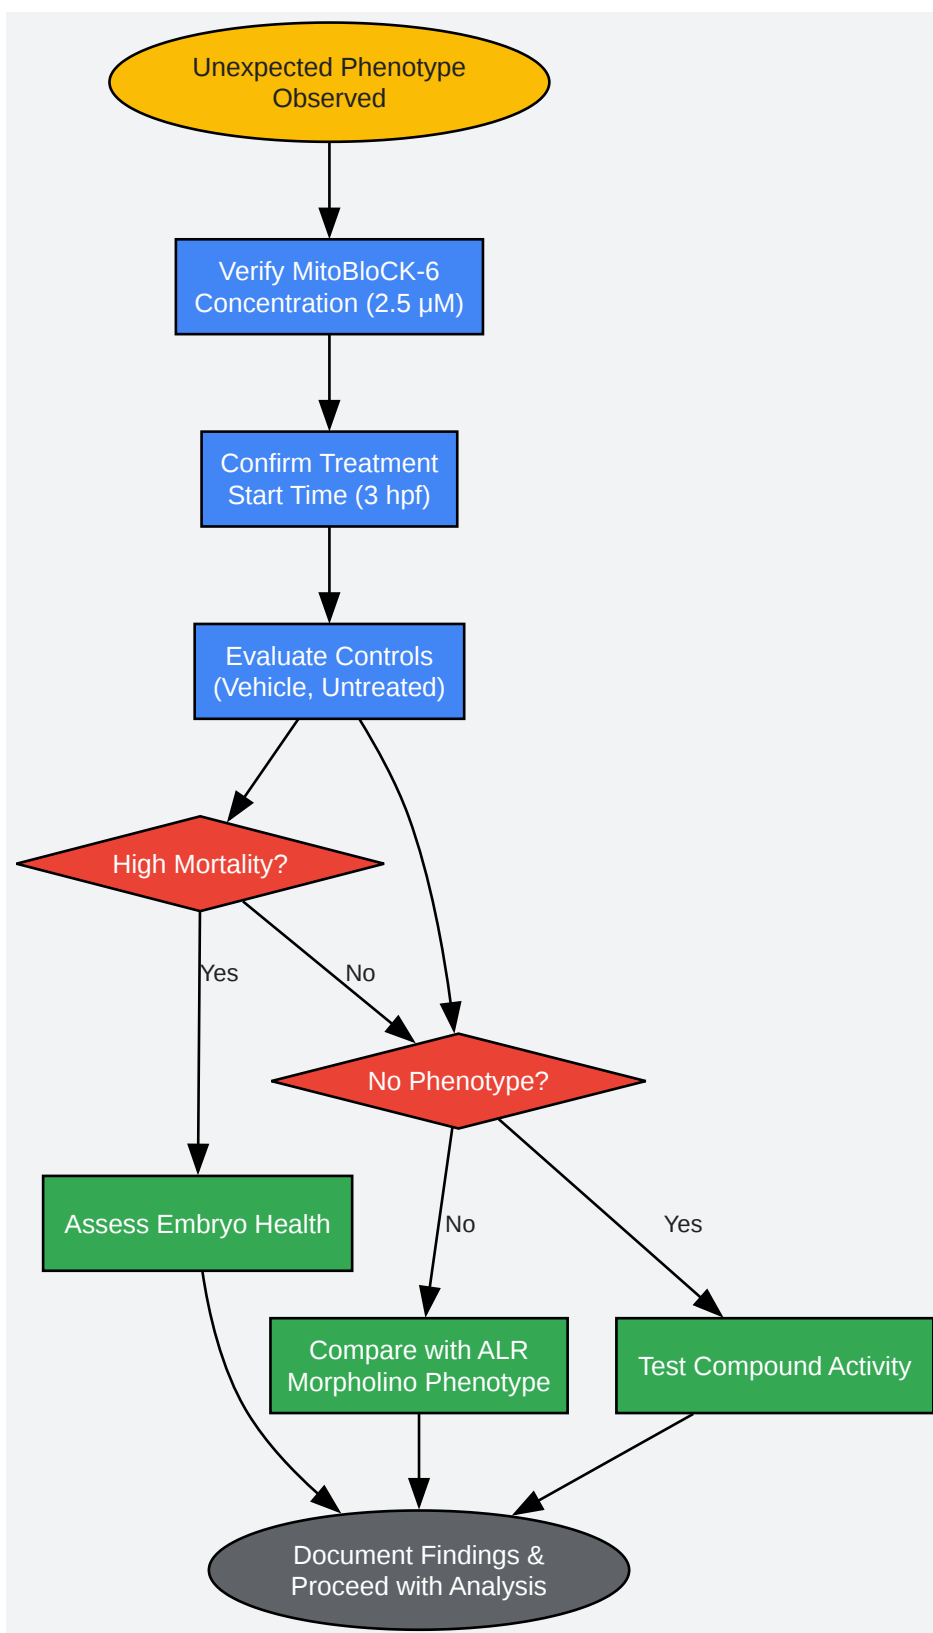 Unexpected Phenotype
Observed
Verify MitoBloCK-6
Concentration (2.5 μM)
Confirm Treatment
Start Time (3 hpf)
Evaluate Controls
(Vehicle, Untreated)
High Mortality?
Yes
No
No Phenotype?
Assess Embryo Health
No
Yes
Compare with ALR
Morpholino Phenotype
Test Compound Activity
Document Findings &
Proceed with Analysis